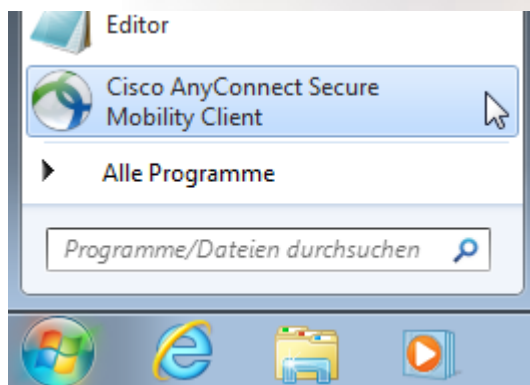 Editor
Cisco AnyConnect Secure
Mobility Client
Alle Programme
Programme/Dateien durchsuchen